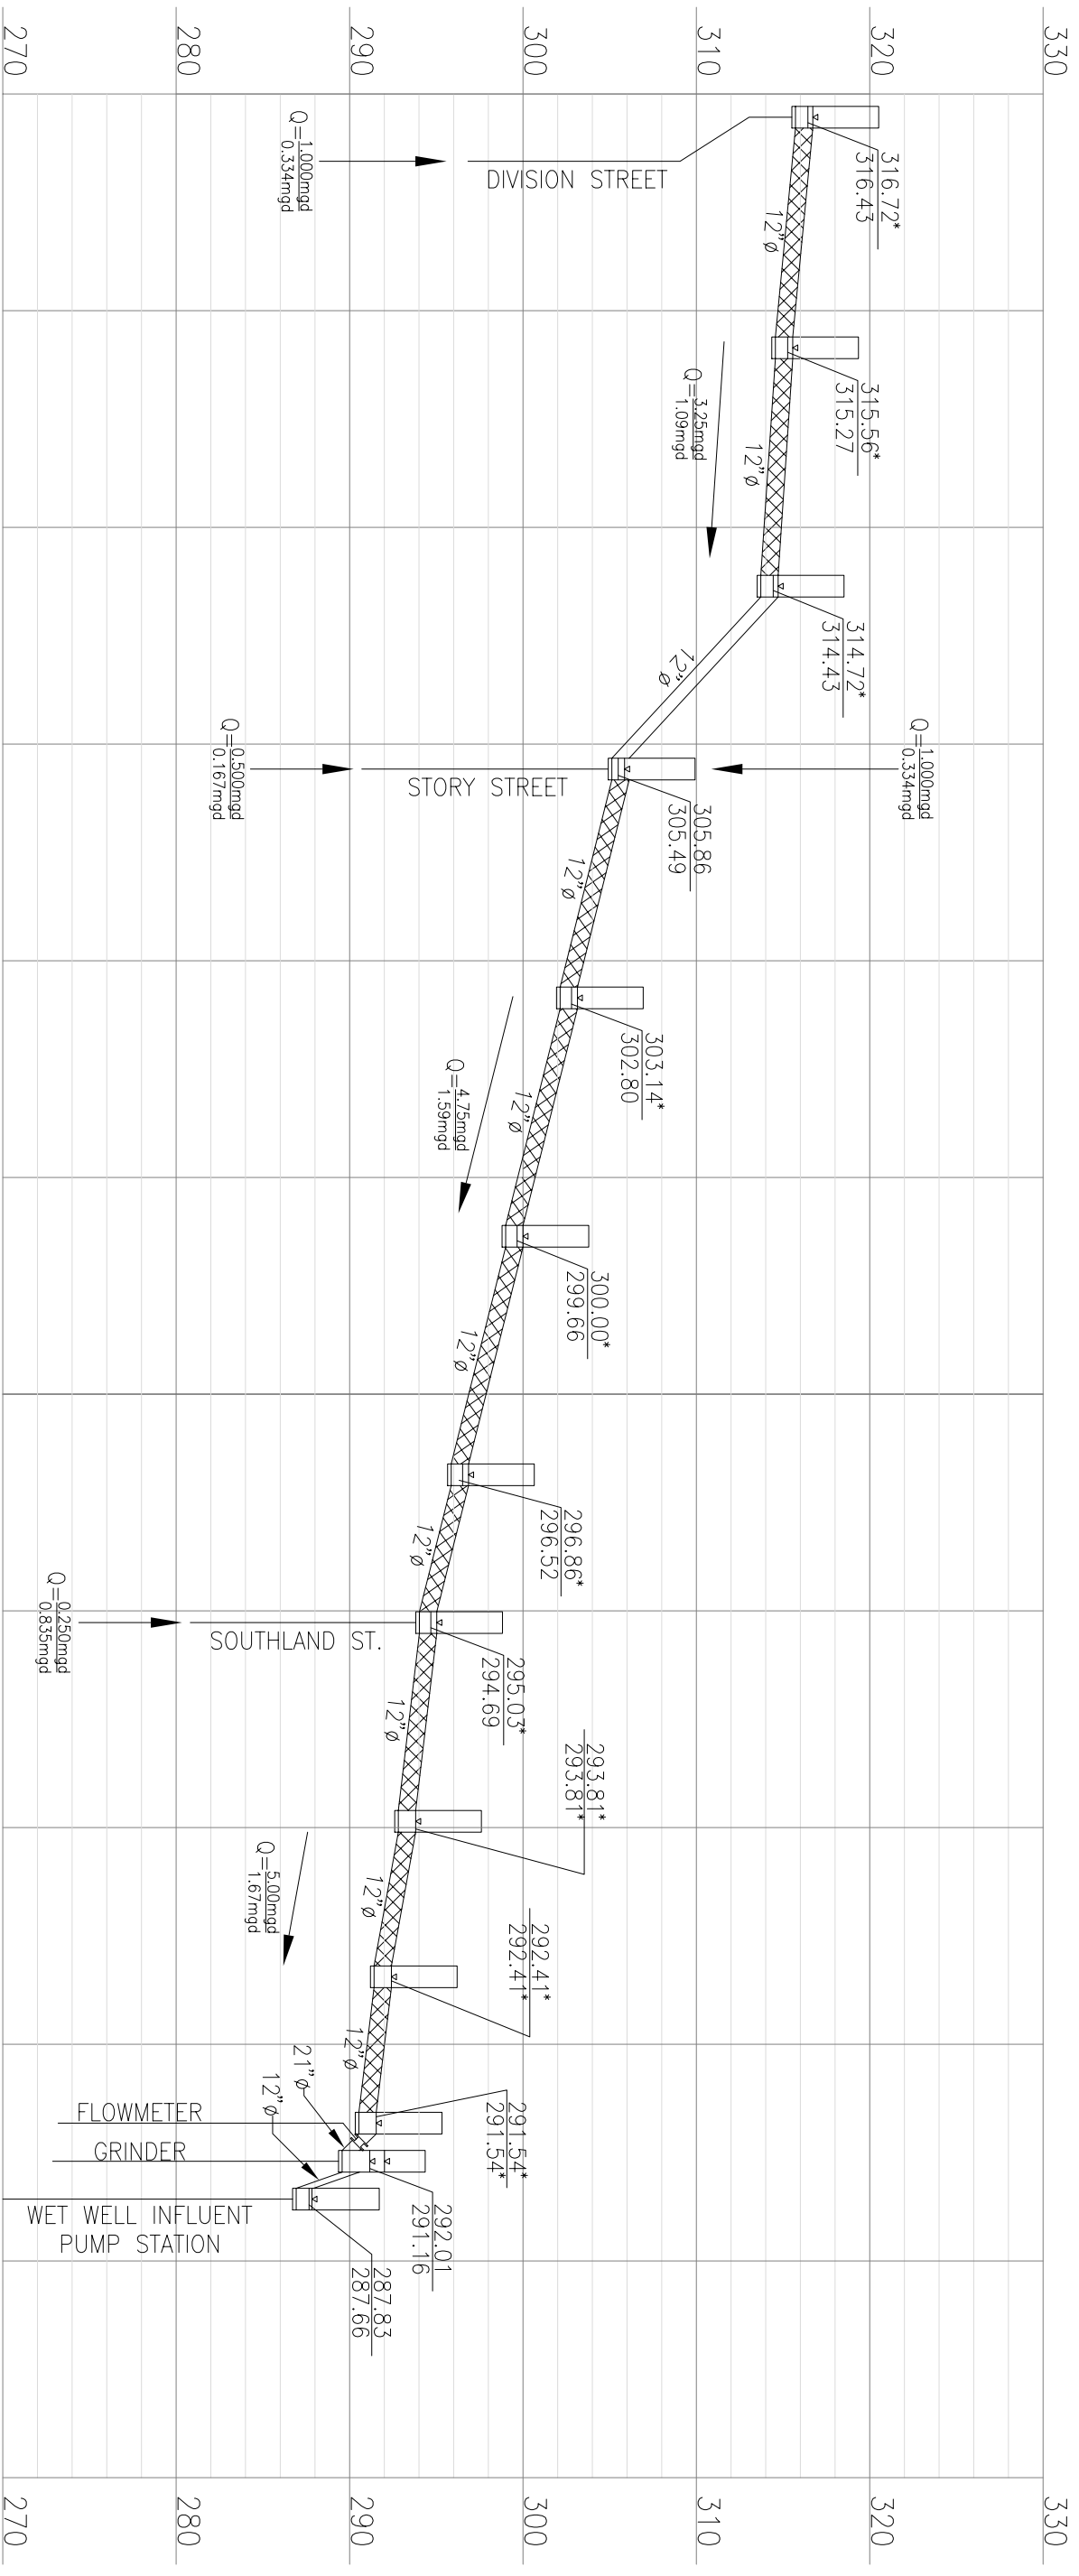 330
320
310
300
290
280
270
316.72*
316.43
DIVISION STREET
Q=1.000mgd
0.334mgd
12"ø
315.56*
315.27
Q=3.25mgd
1.09mgd
12"ø
314.72*
314.43
12"ø
Q=1.000mgd
0.334mgd
305.86
305.49
STORY STREET
Q=0.500mgd
0.167mgd
12"ø
303.14*
302.80
12"ø
Q=4.75mgd
1.59mgd
300.00*
299.66
12"ø
296.86*
296.52
12"ø
295.03*
294.69
SOUTHLAND ST.
Q=0.250mgd
0.835mgd
12"ø
293.81*
293.81*
12"ø
Q=5.00mgd
1.67mgd
292.41*
292.41*
12"ø
291.54*
291.54*
21"ø
12"ø
FLOWMETER
GRINDER
292.01
291.16
WET WELL INFLUENT
PUMP STATION
287.83
287.66
330
320
310
300
290
280
270